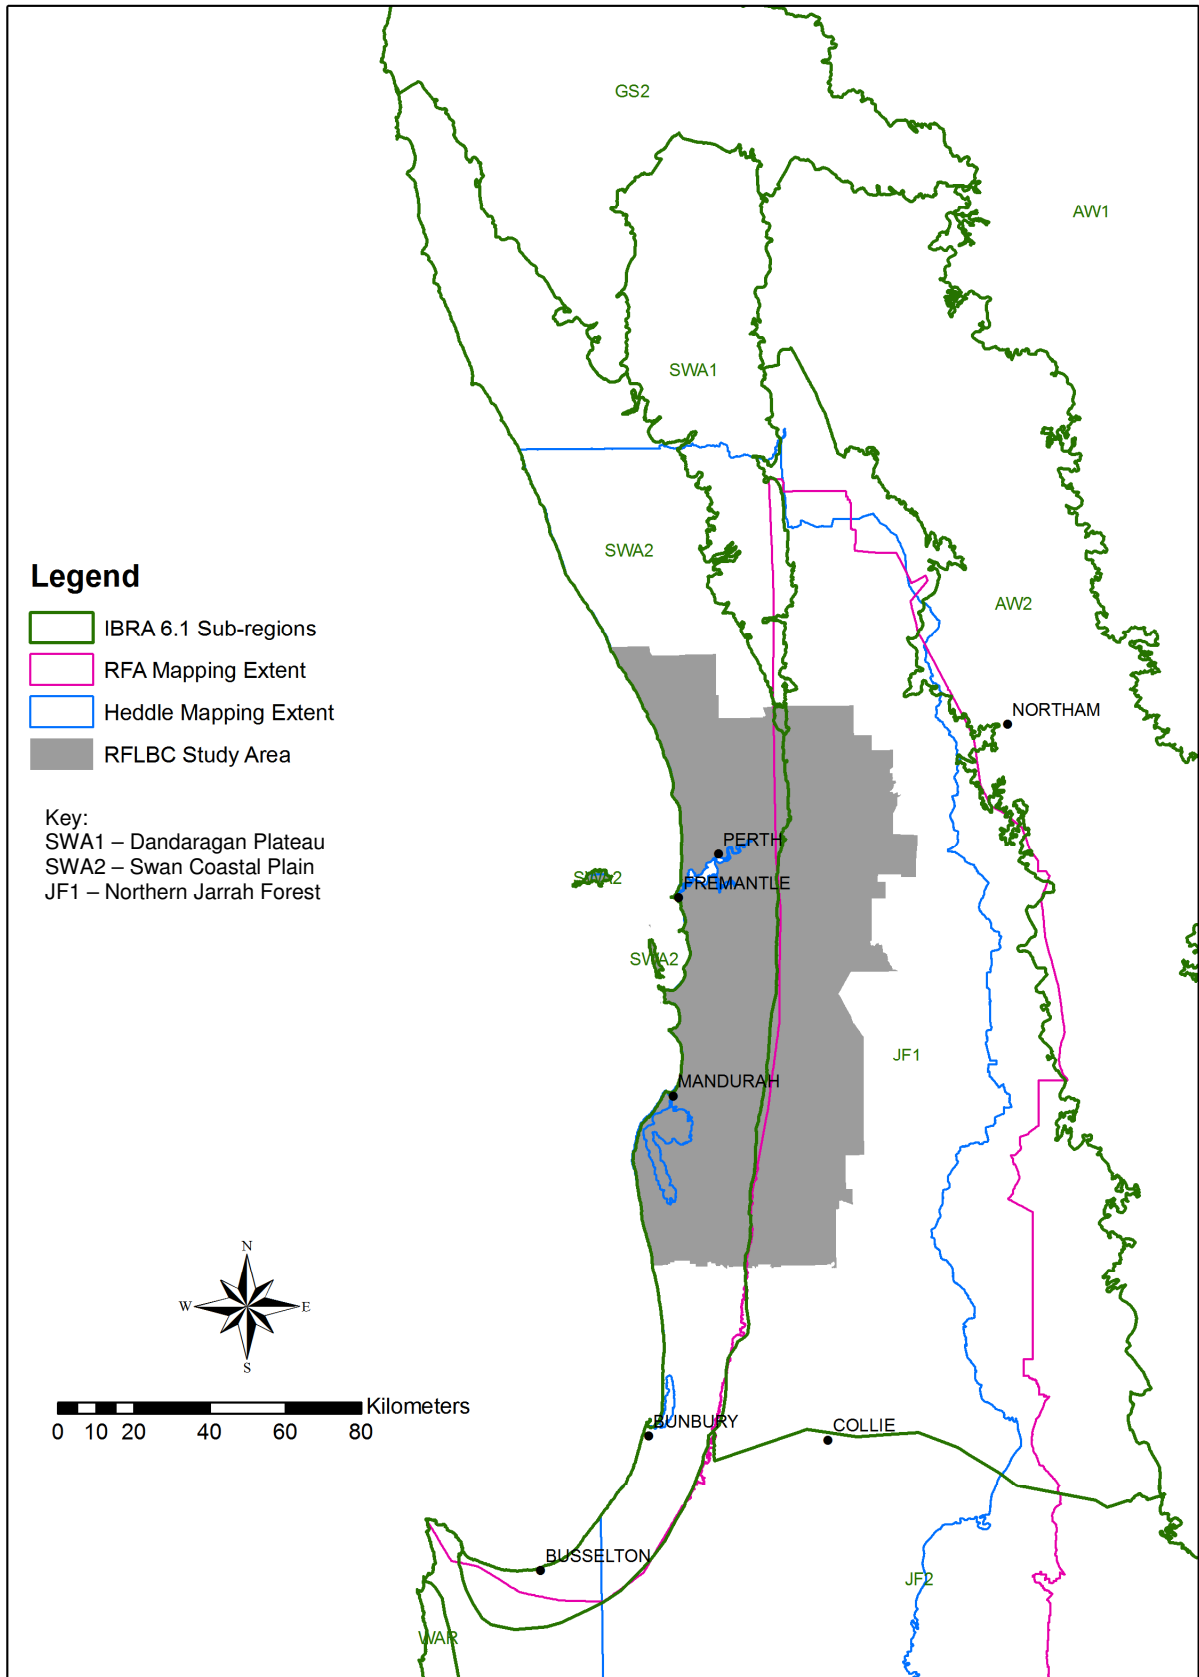 GS2
AW1
SWA1
SWA2
AW2
NORTHAM
Legend
IBRA 6.1 Sub-regions
RFA Mapping Extent
Heddle Mapping Extent
RFLBC Study Area
Key:
SWA1 – Dandaragan Plateau
SWA2 – Swan Coastal Plain
JF1 – Northern Jarrah Forest
PERTH
SWA2
FREMANTLE
SWA2
JF1
MANDURAH
N
W
E
S
Kilometers
0 10 20 40 60 80
BUNBURY
COLLIE
BUSSELTON
JF2
WAR